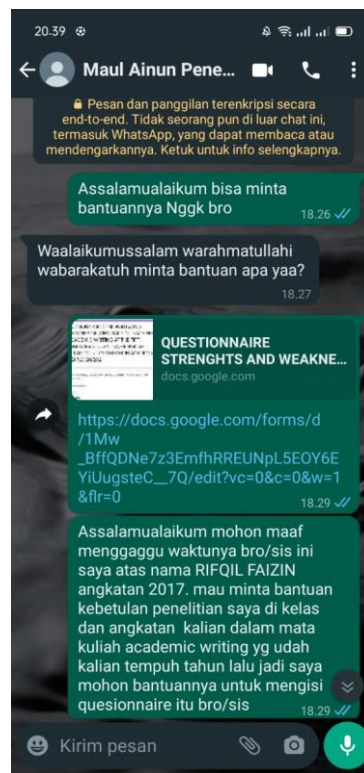 20.39
Maul Ainun Pene...
Pesan dan panggilan terenkripsi secara
end-to-end. Tidak seorang pun di luar chat ini,
termasuk WhatsApp, yang dapat membaca atau
mendengarkannya. Ketuk untuk info selengkapnya.
Assalamualaikum bisa minta
bantuannya Nggk bro
18.26
Waalaikumussalam warahmatullahi
wabarakatuh minta bantuan apa yaa?
18.27
QUESTIONNAIRE
STRENGHTS AND WEAKNE...
docs.google.com
https://docs.google.com/forms/d
/1Mw
_BffQDNe7z3EmfhRREUNpL5EOY6E
YiUugsteC__7Q/edit?vc=0&c=0&w=1
&flr=0
18.29
Assalamualaikum mohon maaf
menggaggu waktunya bro/sis ini
saya atas nama RIFQIL FAIZIN
angkatan 2017. mau minta bantuan
kebetulan penelitian saya di kelas
dan angkatan kalian dalam mata
kuliah academic writing yg udah
kalian tempuh tahun lalu jadi saya
mohon bantuannya untuk mengisi
quesionnaire itu bro/sis
18.29
Kirim pesan